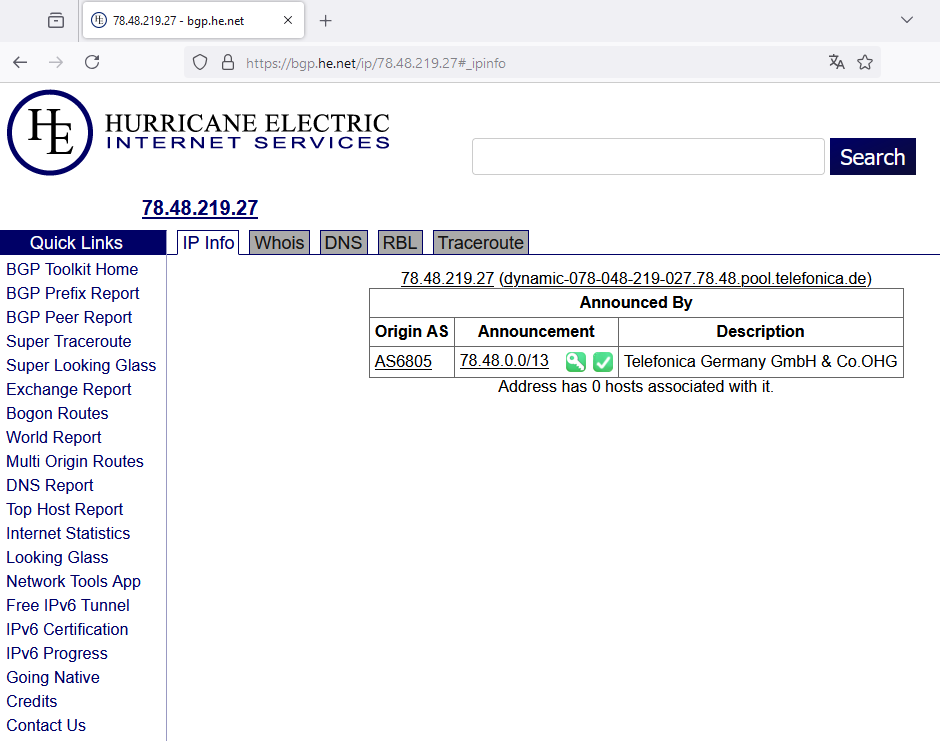 78.48.219.27 - bgp.he.net
https://bgp.he.net/ip/78.48.219.27#_ipinfo
HE
HURRICANE ELECTRIC
INTERNET SERVICES
Search
78.48.219.27
Quick Links
BGP Toolkit Home
BGP Prefix Report
BGP Peer Report
Super Traceroute
Super Looking Glass
Exchange Report
Bogon Routes
World Report
Multi Origin Routes
DNS Report
Top Host Report
Internet Statistics
Looking Glass
Network Tools App
Free IPv6 Tunnel
IPv6 Certification
IPv6 Progress
Going Native
Credits
Contact Us
IP Info Whois DNS RBL Traceroute
78.48.219.27 (dynamic-078-048-219-027.78.48.pool.telefonica.de)
Announced By
Origin AS Announcement Description
AS6805 78.48.0.0/13 Telefonica Germany GmbH & Co.OHG
Address has 0 hosts associated with it.